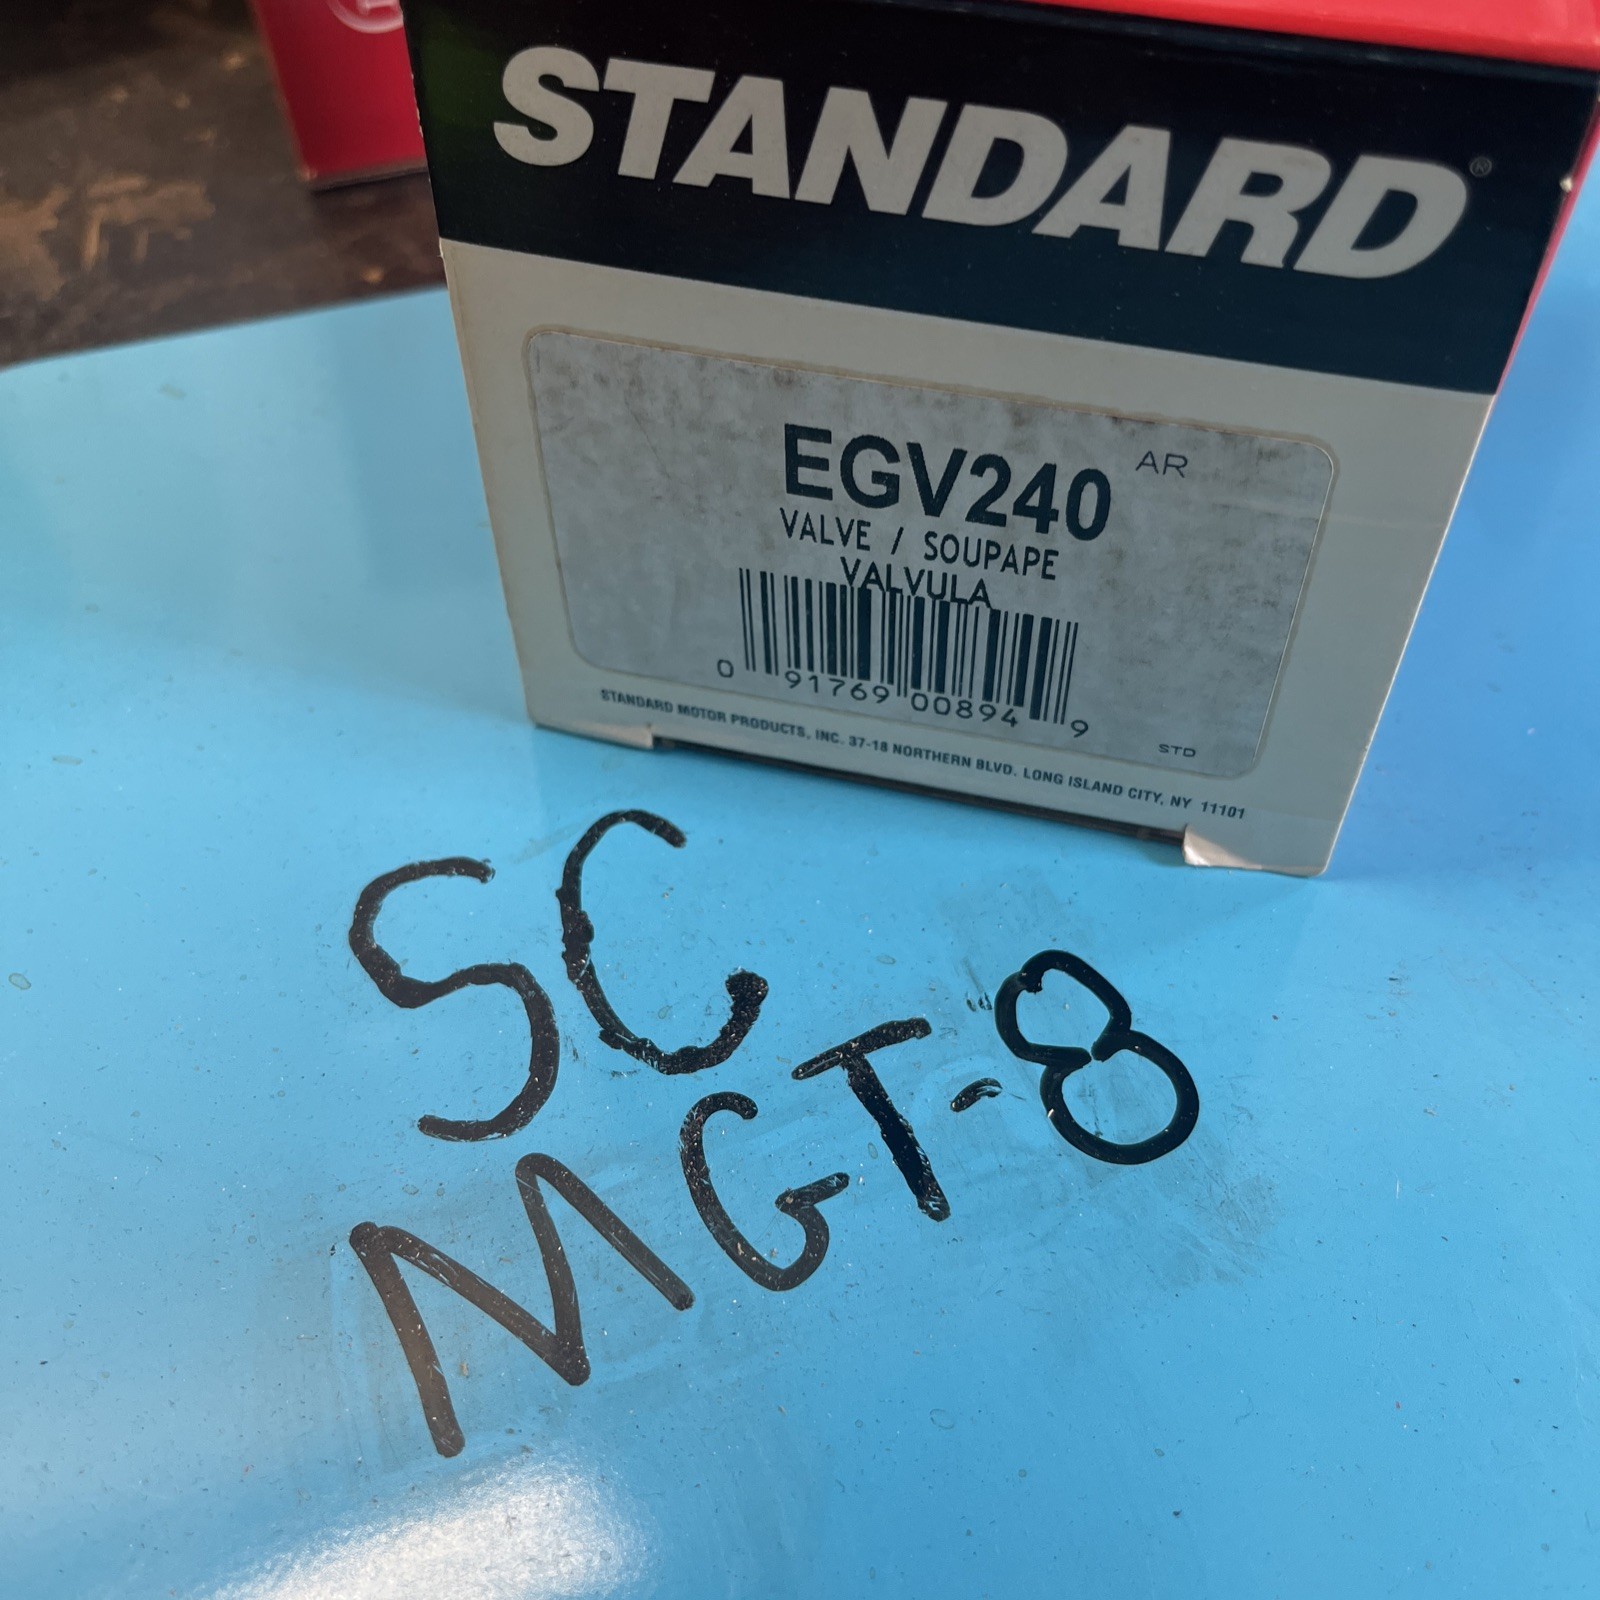 STANDARD®
EGV240 AR
VALVE / SOUPAPE
VALVULA
0 91769 00894 9
STD
STANDARD MOTOR PRODUCTS, INC. 37-18 NORTHERN BLVD. LONG ISLAND CITY, NY 11101
SC
MGT-8